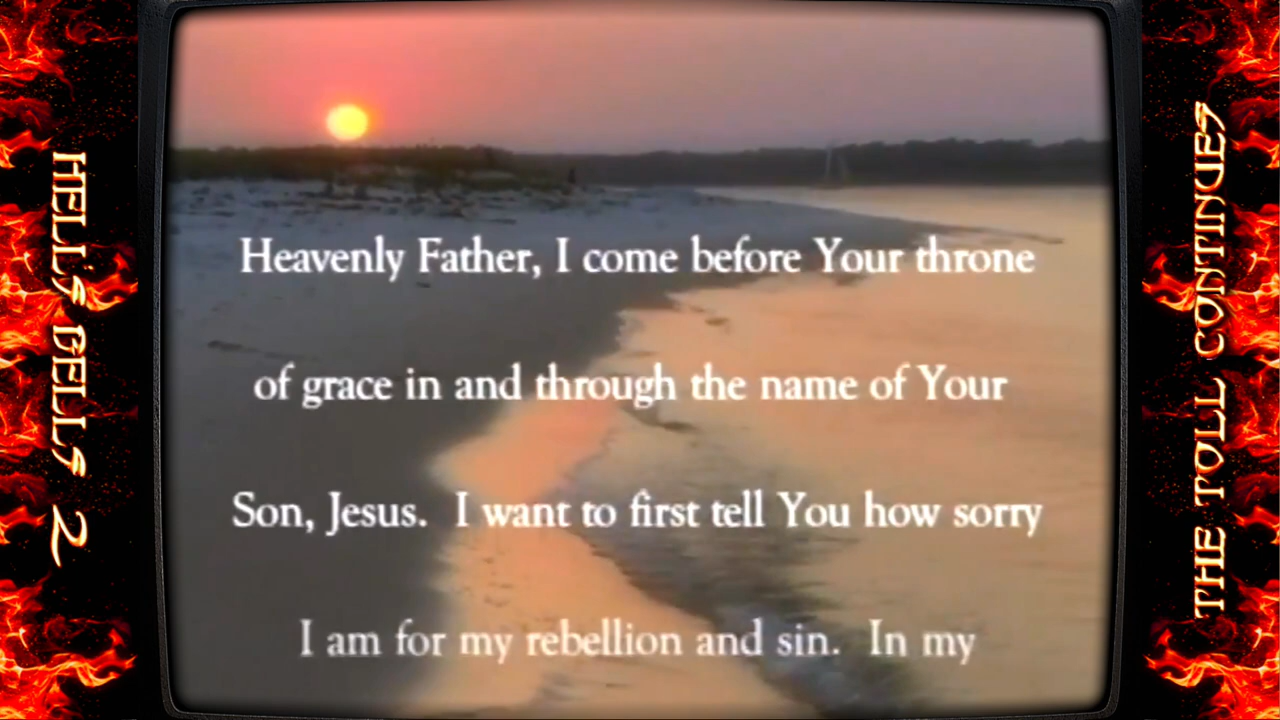 HELL'S BELLS 2
Heavenly Father, I come before Your throne
of grace in and through the name of Your
Son, Jesus.  I want to first tell You how sorry
I am for my rebellion and sin.  In my
THE TOLL CONTINUES